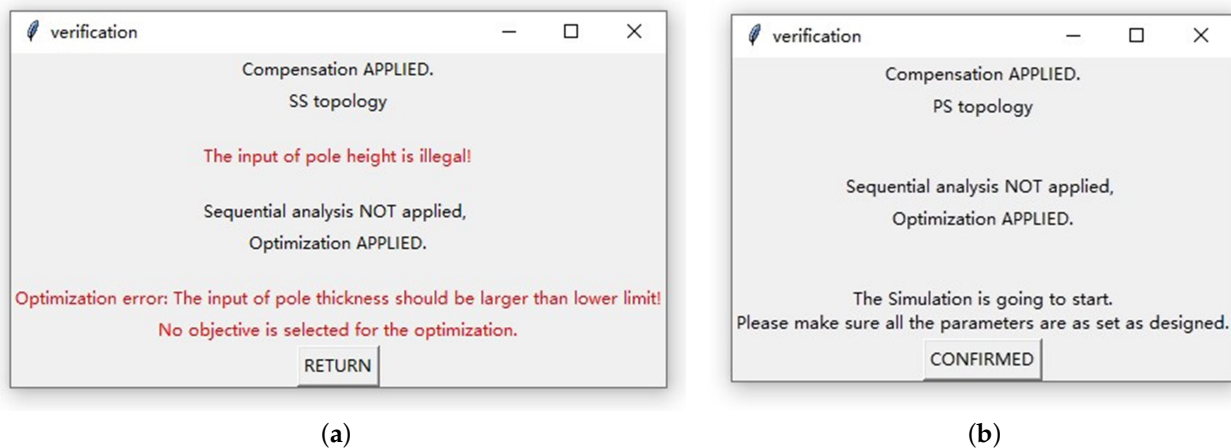 verification
Compensation APPLIED.
SS topology
The input of pole height is illegal!
Sequential analysis NOT applied,
Optimization APPLIED.
Optimization error: The input of pole thickness should be larger than lower limit!
No objective is selected for the optimization.
RETURN
(a)
verification
Compensation APPLIED.
PS topology
Sequential analysis NOT applied,
Optimization APPLIED.
The Simulation is going to start.
Please make sure all the parameters are as set as designed.
CONFIRMED
(b)